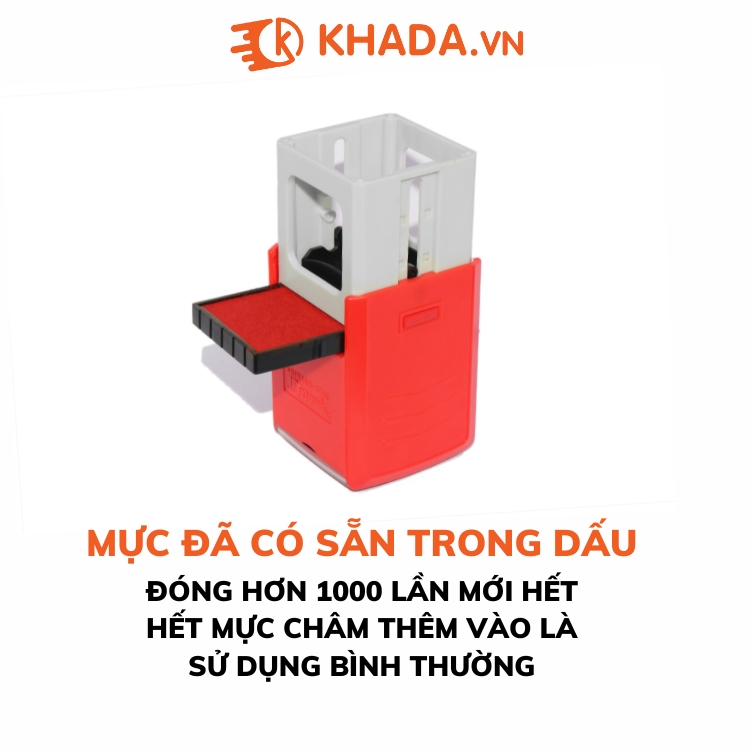 KHADA.VN
MỰC ĐÃ CÓ SẴN TRONG DẤU
ĐÓNG HƠN 1000 LẦN MỚI HẾT
HẾT MỰC CHÂM THÊM VÀO LÀ
SỬ DỤNG BÌNH THƯỜNG